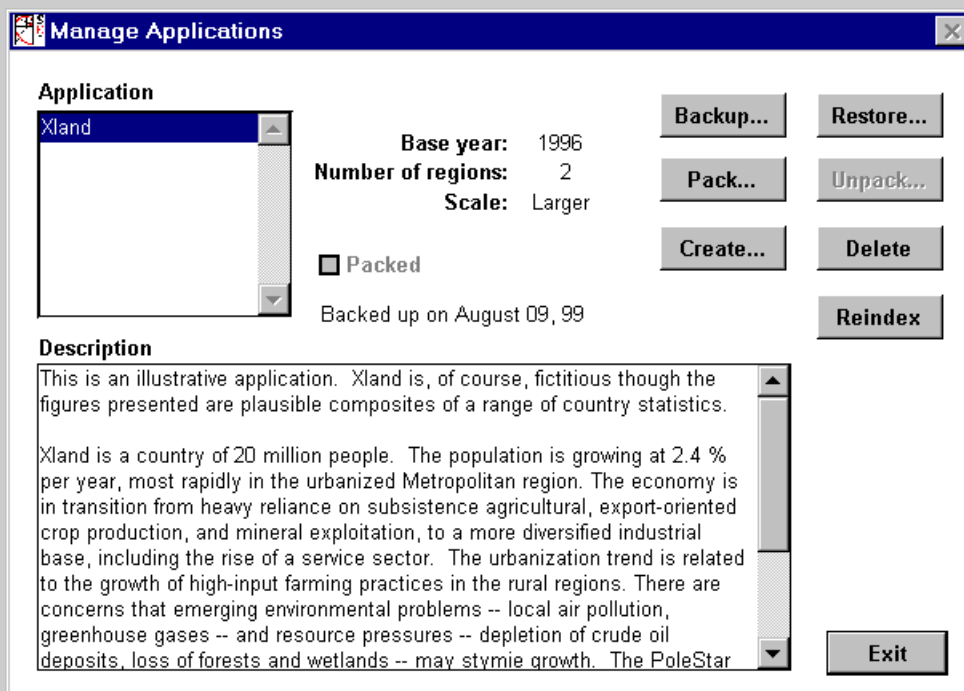 Manage Applications
Application
Xland
Base year: 1996
Number of regions: 2
Scale: Larger
Packed
Backed up on August 09, 99
Backup...
Restore...
Pack...
Unpack...
Create...
Delete
Reindex
Description
This is an illustrative application.  Xland is, of course, fictitious though the
figures presented are plausible composites of a range of country statistics.
Xland is a country of 20 million people.  The population is growing at 2.4 %
per year, most rapidly in the urbanized Metropolitan region. The economy is
in transition from heavy reliance on subsistence agricultural, export-oriented
crop production, and mineral exploitation, to a more diversified industrial
base, including the rise of a service sector.  The urbanization trend is related
to the growth of high-input farming practices in the rural regions. There are
concerns that emerging environmental problems -- local air pollution,
greenhouse gases -- and resource pressures -- depletion of crude oil
deposits, loss of forests and wetlands -- may stymie growth.  The PoleStar
Exit